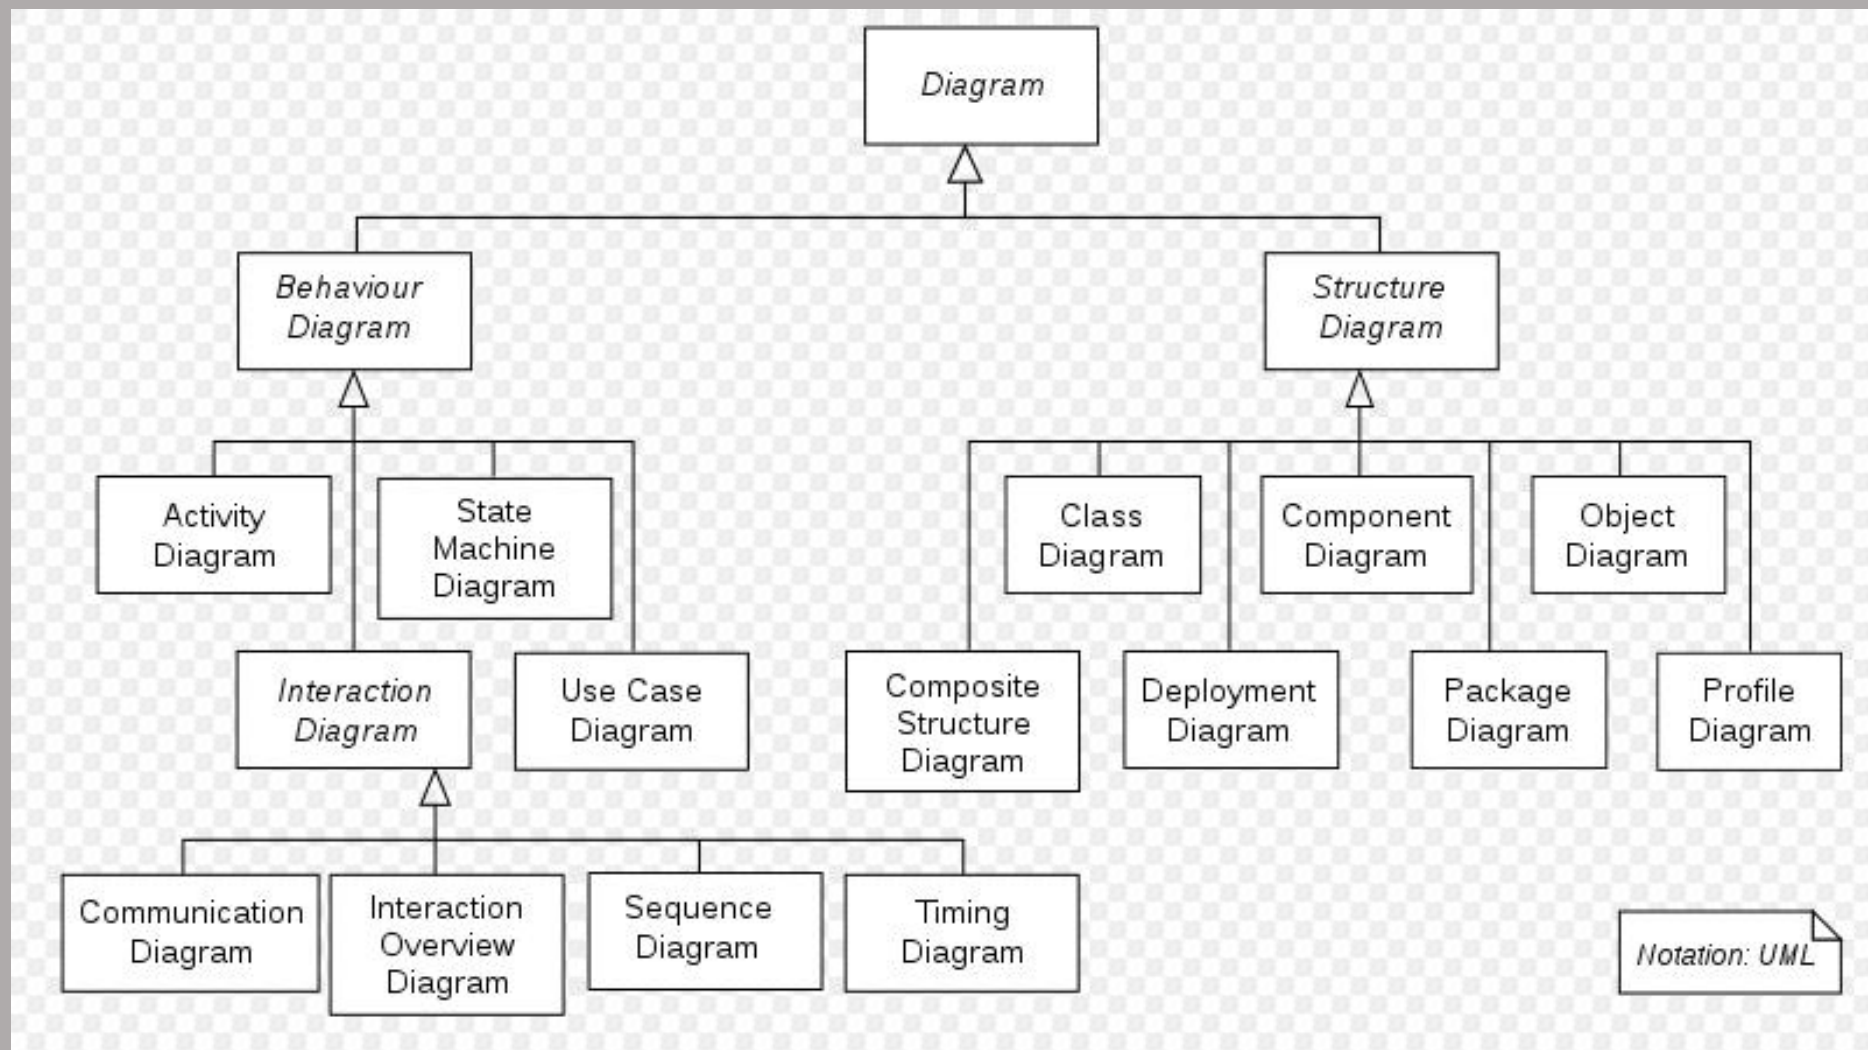 Diagram
Behaviour
Diagram
Structure
Diagram
Activity
Diagram
State
Machine
Diagram
Class
Diagram
Component
Diagram
Object
Diagram
Interaction
Diagram
Use Case
Diagram
Composite
Structure
Diagram
Deployment
Diagram
Package
Diagram
Profile
Diagram
Communication
Diagram
Interaction
Overview
Diagram
Sequence
Diagram
Timing
Diagram
Notation: UML